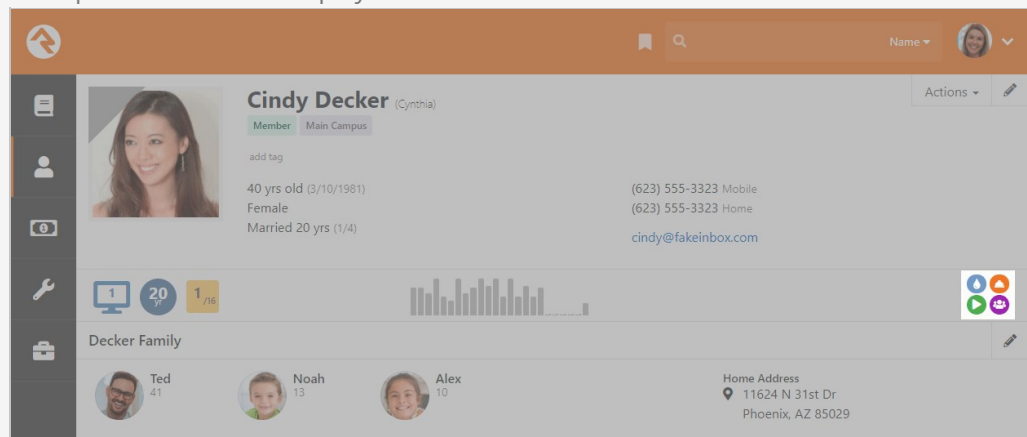 Name
Cindy Decker (Cynthia)
Actions
Member Main Campus
add tag
40 yrs old (3/10/1981)
Female
Married 20 yrs (1/4)
(623) 555-3323 Mobile
(623) 555-3323 Home
cindy@fakeinbox.com
1
20
yr
1/16
Decker Family
Ted
41
Noah
13
Alex
10
Home Address
11624 N 31st Dr
Phoenix, AZ 85029